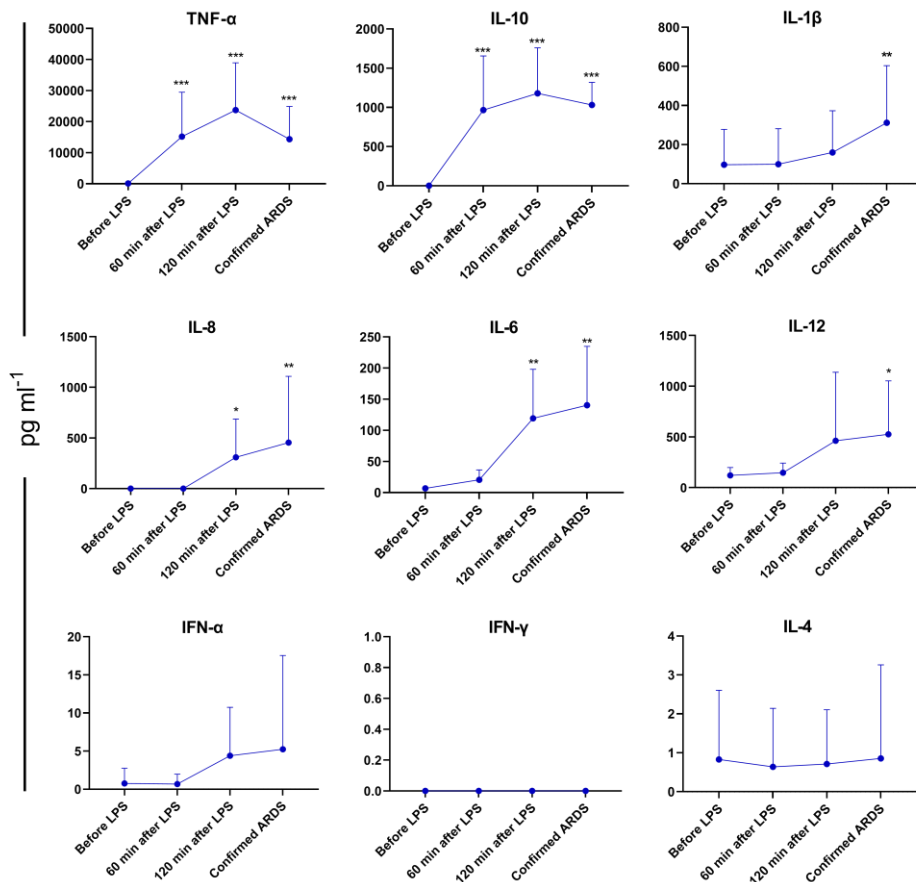 pg ml-1
TNF-α
50000
40000
30000
20000
10000
0
***
***
***
Before LPS
60 min after LPS
120 min after LPS
Confirmed ARDS
IL-10
2000
1500
1000
500
0
***
***
***
Before LPS
60 min after LPS
120 min after LPS
Confirmed ARDS
IL-1β
800
600
400
200
0
**
Before LPS
60 min after LPS
120 min after LPS
Confirmed ARDS
IL-8
1500
1000
500
0
*
**
Before LPS
60 min after LPS
120 min after LPS
Confirmed ARDS
IL-6
250
200
150
100
50
0
**
**
Before LPS
60 min after LPS
120 min after LPS
Confirmed ARDS
IL-12
1500
1000
500
0
*
Before LPS
60 min after LPS
120 min after LPS
Confirmed ARDS
IFN-α
20
15
10
5
0
Before LPS
60 min after LPS
120 min after LPS
Confirmed ARDS
IFN-γ
1.0
0.8
0.6
0.4
0.2
0.0
Before LPS
60 min after LPS
120 min after LPS
Confirmed ARDS
IL-4
4
3
2
1
0
Before LPS
60 min after LPS
120 min after LPS
Confirmed ARDS